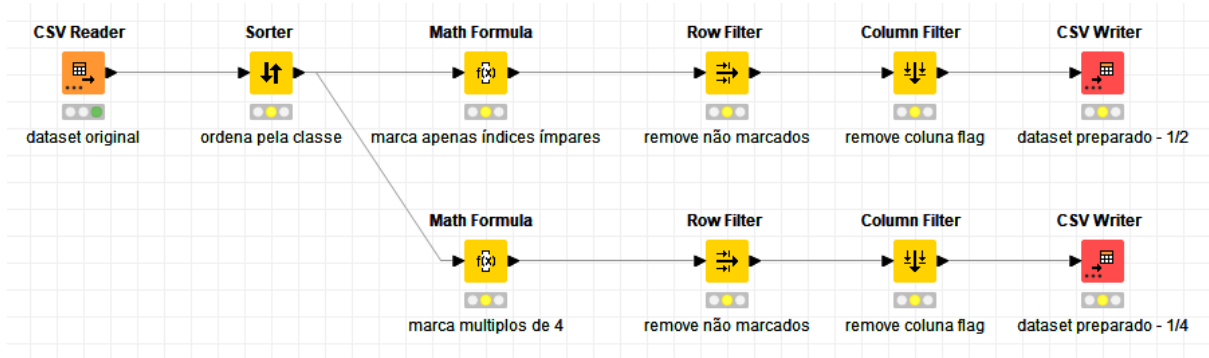 CSV Reader
Sorter
Math Formula
Row Filter
Column Filter
CSV Writer
f(x)
dataset original
ordena pela classe
marca apenas índices ímpares
remove não marcados
remove coluna flag
dataset preparado - 1/2
Math Formula
Row Filter
Column Filter
CSV Writer
f(x)
marca multiplos de 4
remove não marcados
remove coluna flag
dataset preparado - 1/4